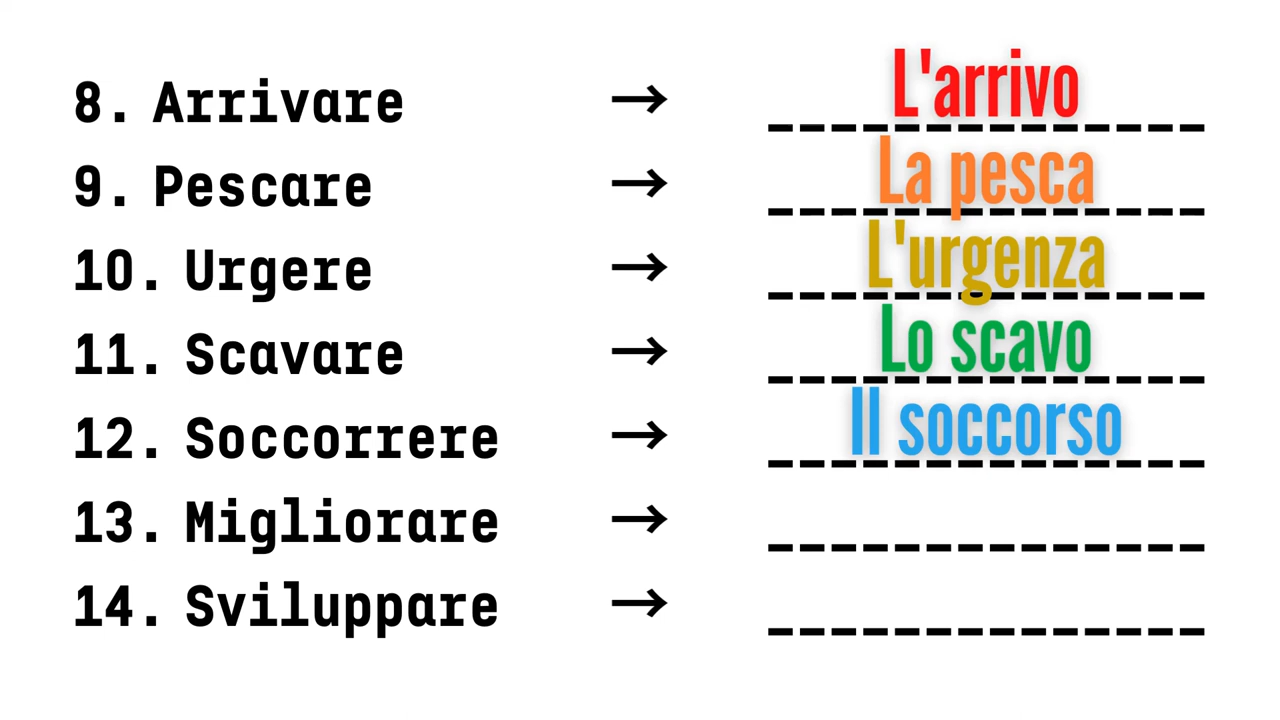 8. Arrivare → L'arrivo
9. Pescare → La pesca
10. Urgere → L'urgenza
11. Scavare → Lo scavo
12. Soccorrere → Il soccorso
13. Migliorare →
14. Sviluppare →